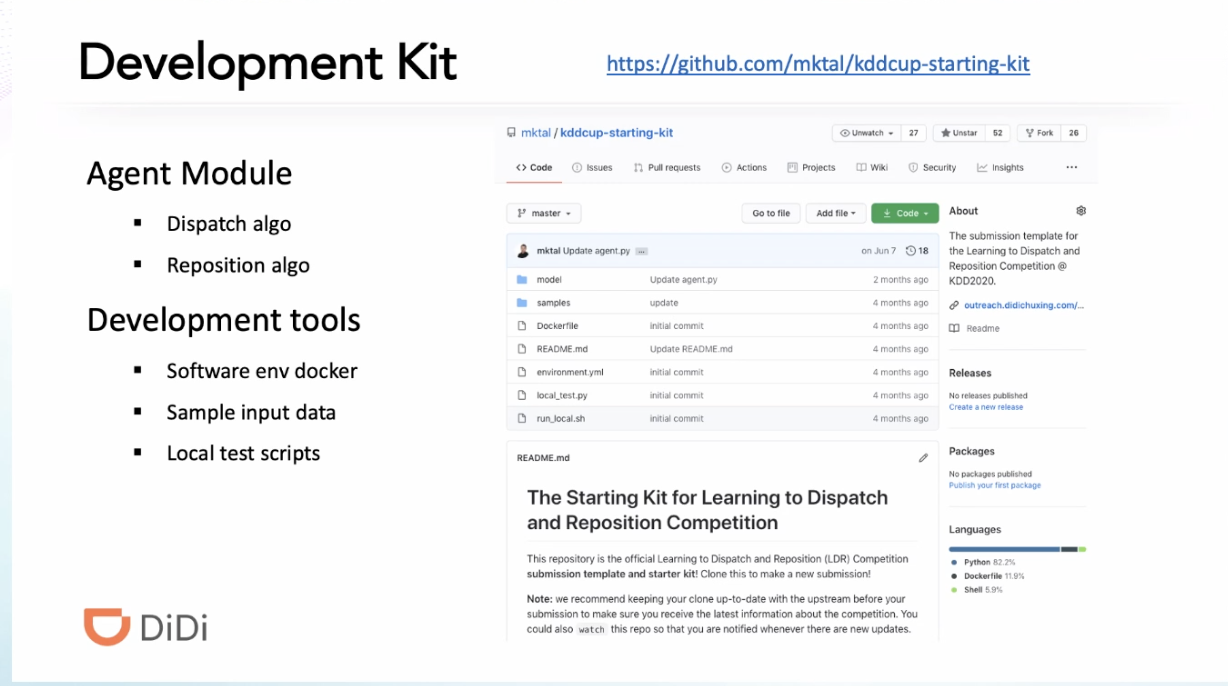 Development Kit
https://github.com/mktal/kddcup-starting-kit
Agent Module
▪ Dispatch algo
▪ Reposition algo
Development tools
▪ Software env docker
▪ Sample input data
▪ Local test scripts
DiDi
mktal / kddcup-starting-kit
Unwatch 27 Unstar 52 Fork 26
Code Issues Pull requests Actions Projects Wiki Security Insights ...
master Go to file Add file Code
mktal Update agent.py ... on Jun 7 18
model Update agent.py 2 months ago
samples update 4 months ago
Dockerfile initial commit 4 months ago
README.md Update README.md 4 months ago
environment.yml initial commit 4 months ago
local_test.py initial commit 4 months ago
run_local.sh initial commit 4 months ago
README.md
The Starting Kit for Learning to Dispatch
and Reposition Competition
This repository is the official Learning to Dispatch and Reposition (LDR) Competition
submission template and starter kit! Clone this to make a new submission!
Note: we recommend keeping your clone up-to-date with the upstream before your
submission to make sure you receive the latest information about the competition. You
could also watch this repo so that you are notified whenever there are new updates.
About
The submission template for
the Learning to Dispatch and
Reposition Competition @
KDD2020.
outreach.didichuxing.com/...
Readme
Releases
No releases published
Create a new release
Packages
No packages published
Publish your first package
Languages
Python 82.2%
Dockerfile 11.9%
Shell 5.9%